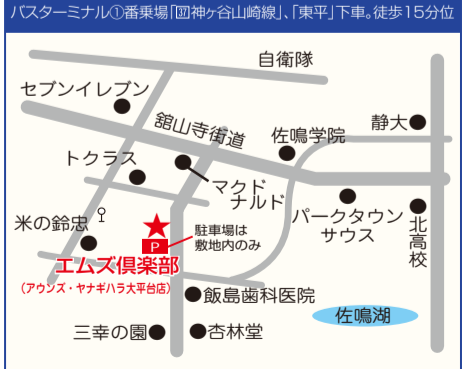 バスターミナル①番乗場「37神ヶ谷山崎線」、「東平」下車。徒歩15分位
自衛隊
セブンイレブン
舘山寺街道
静大
佐鳴学院
トクラス
マクド
ナルド
パークタウン
サウス
北高校
米の鈴忠
P
駐車場は
敷地内のみ
エムズ倶楽部
(アウンズ・ヤナギハラ大平台店)
飯島歯科医院
佐鳴湖
三幸の園
杏林堂